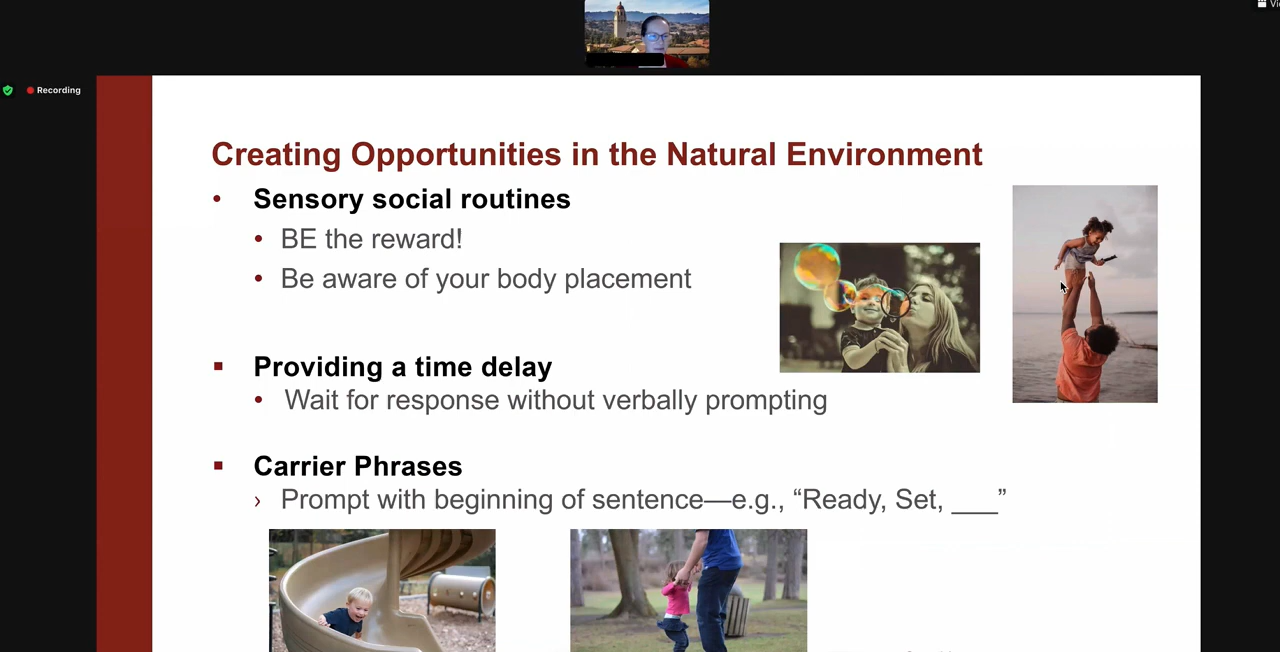 Recording
Creating Opportunities in the Natural Environment
• Sensory social routines
• BE the reward!
• Be aware of your body placement
▪ Providing a time delay
• Wait for response without verbally prompting
▪ Carrier Phrases
› Prompt with beginning of sentence—e.g., “Ready, Set, ___”